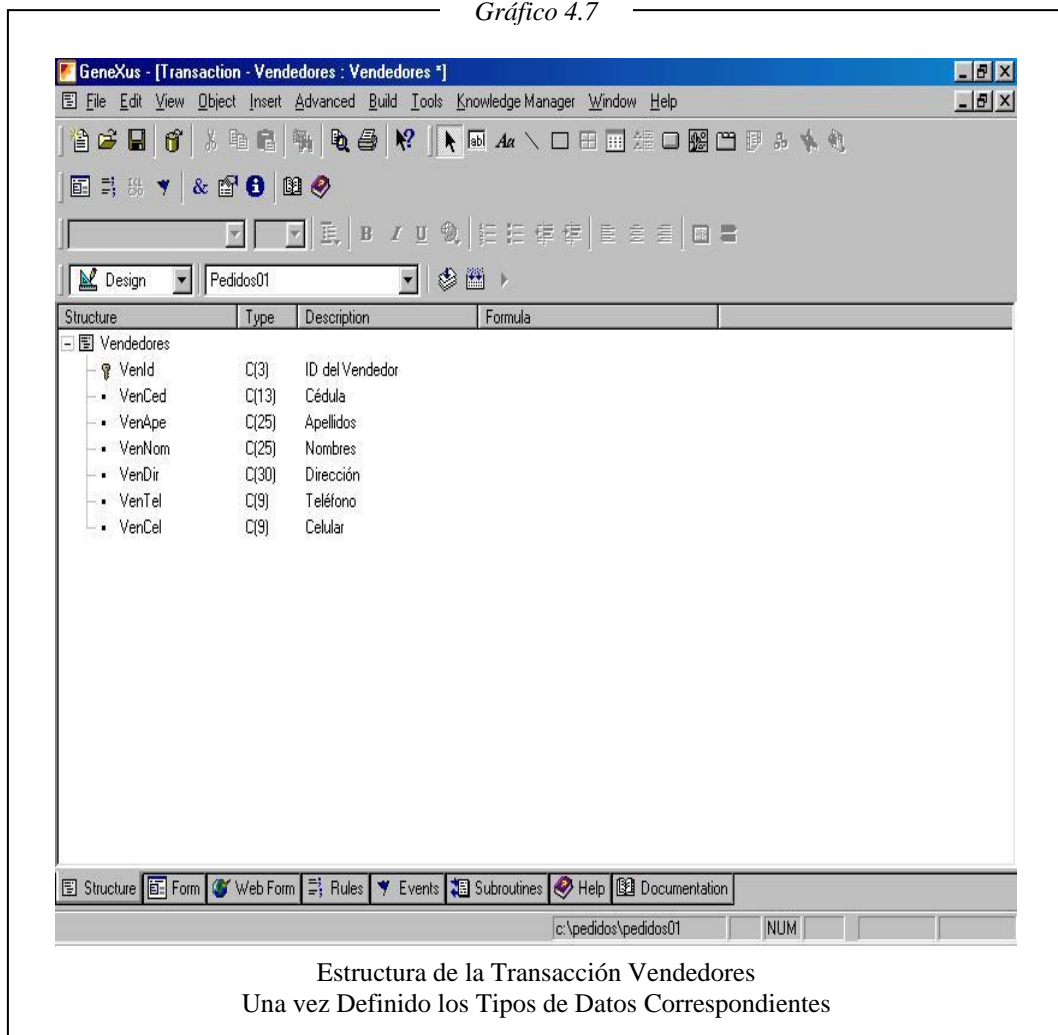 Gráfico 4.7
GeneXus - [Transaction - Vendedores : Vendedores *]
File Edit View Object Insert Advanced Build Tools Knowledge Manager Window Help
Design Pedidos01
Structure Type Description Formula
Vendedores
VenId C(3) ID del Vendedor
VenCed C(13) Cédula
VenApe C(25) Apellidos
VenNom C(25) Nombres
VenDir C(30) Dirección
VenTel C(9) Teléfono
VenCel C(9) Celular
Structure Form Web Form Rules Events Subroutines Help Documentation
c:\pedidos\pedidos01 NUM
Estructura de la Transacción Vendedores
Una vez Definido los Tipos de Datos Correspondientes